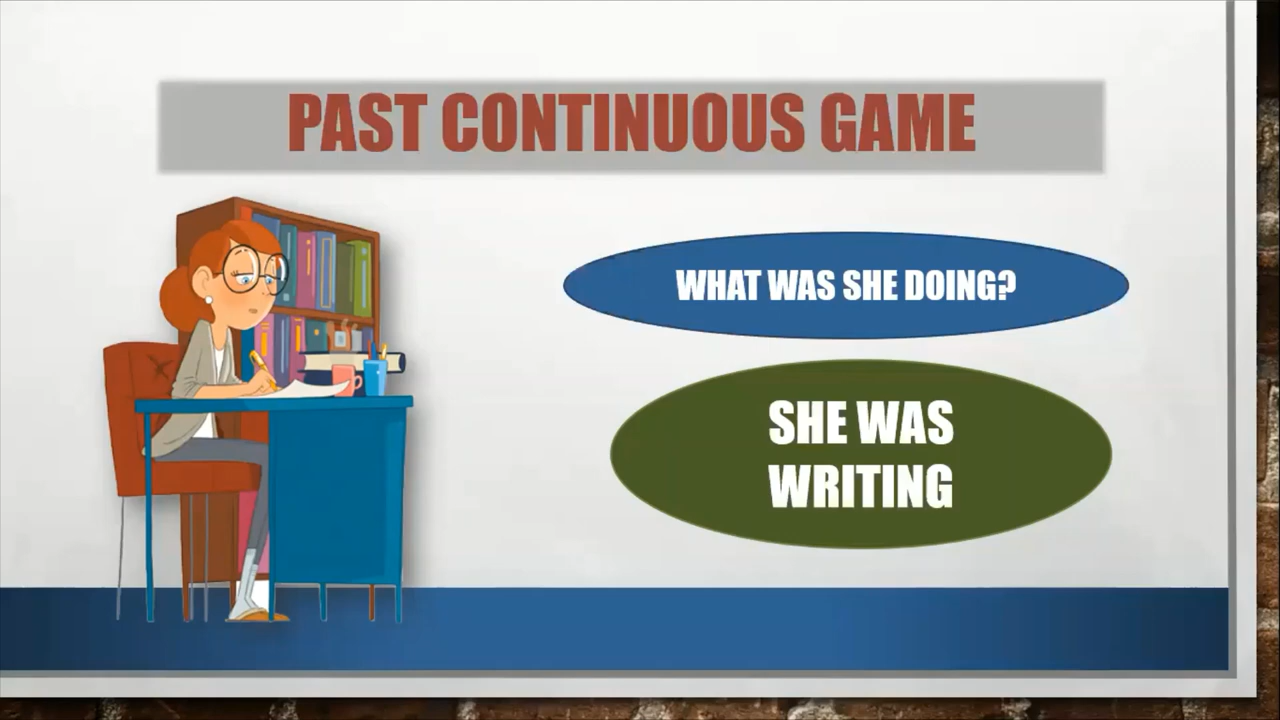 PAST CONTINUOUS GAME
WHAT WAS SHE DOING?
SHE WAS
WRITING